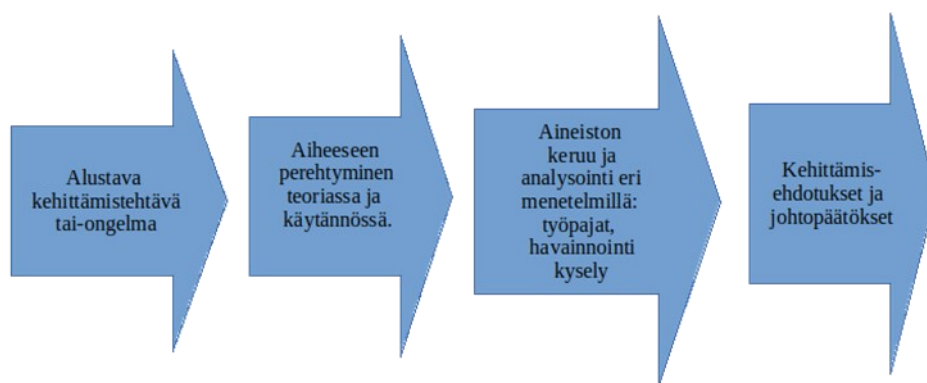 Alustava
kehittämistehtävä
tai-ongelma
Aiheeseen
perehtyminen
teoriassa ja
käytännössä.
Aineiston
keruu ja
analysointi eri
menetelmillä:
työpajat,
havainnointi
kysely
Kehittämis-
ehdotukset ja
johtopäätökset